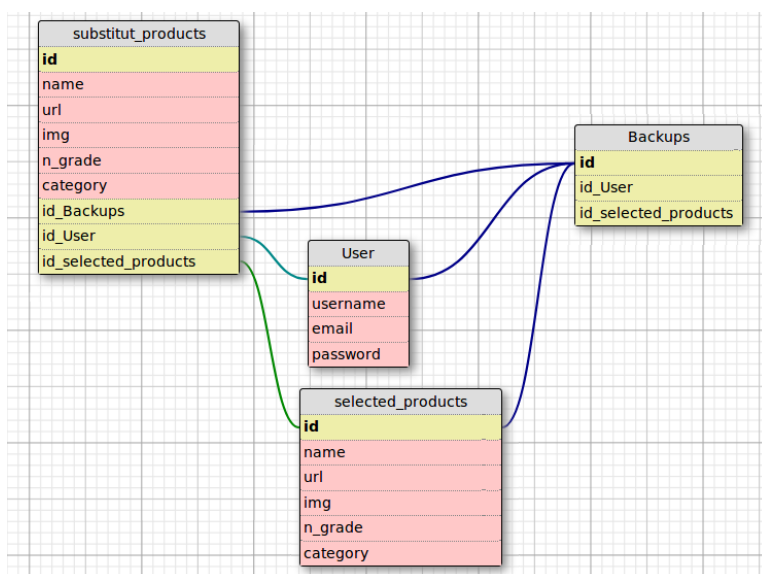 substitut_products
id
name
url
img
n_grade
category
id_Backups
id_User
id_selected_products
Backups
id
id_User
id_selected_products
User
id
username
email
password
selected_products
id
name
url
img
n_grade
category